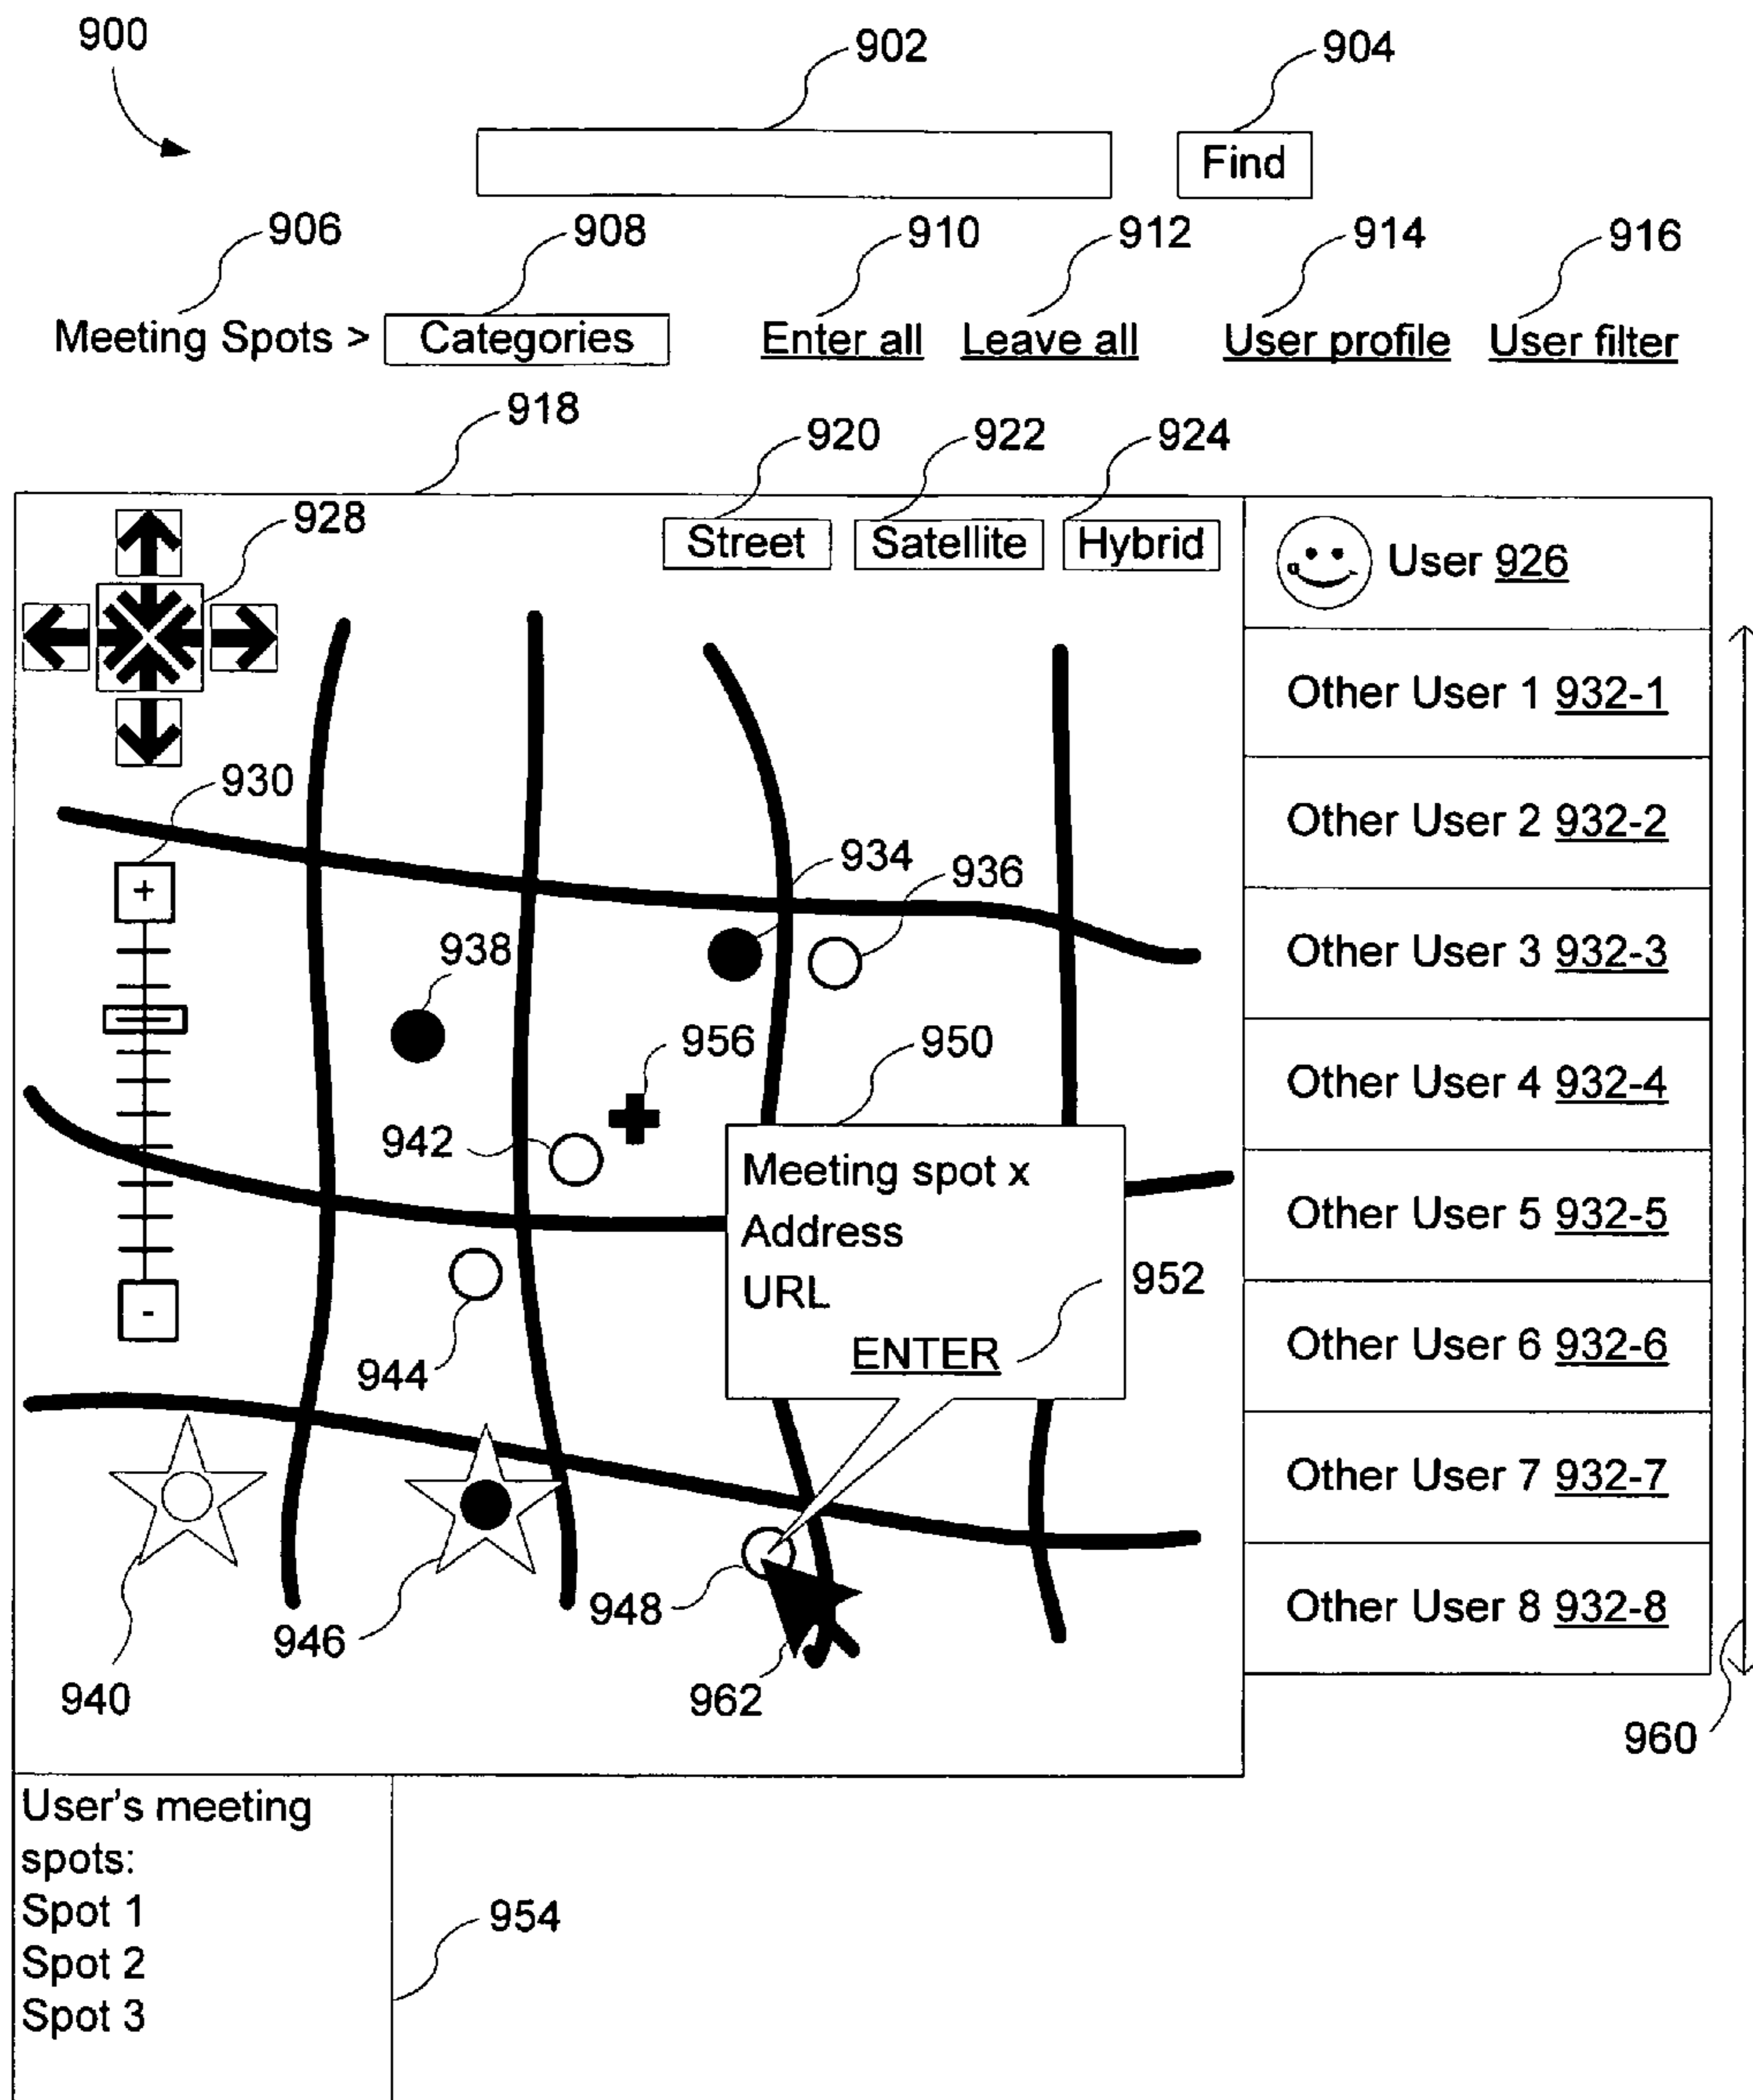 900
902
904
Find
906
908
910
912
914
916
Meeting Spots > Categories Enter all Leave all User profile User filter
918
920
922
924
928
Street Satellite Hybrid
User 926
Other User 1 932-1
930
Other User 2 932-2
934
936
+
938
Other User 3 932-3
956
950
Other User 4 932-4
942
Meeting spot x
Address
URL
952
ENTER
Other User 5 932-5
-
944
Other User 6 932-6
Other User 7 932-7
948
946
Other User 8 932-8
940
962
960
User's meeting
spots:
Spot 1
Spot 2
Spot 3
954